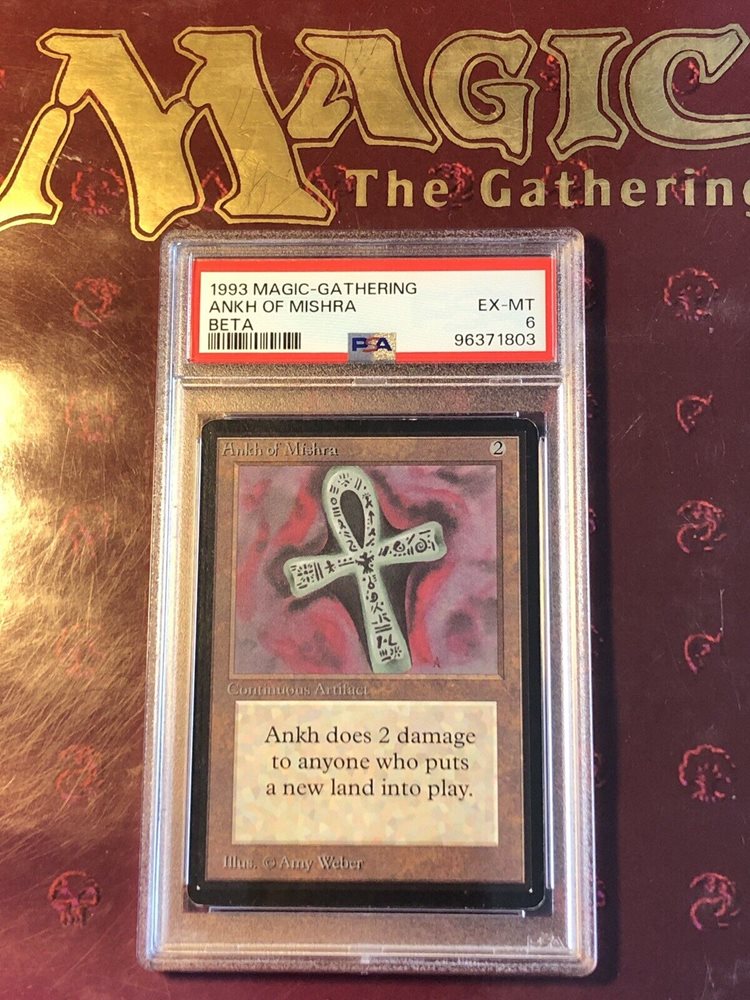 MAGIC
The Gathering
1993 MAGIC-GATHERING
ANKH OF MISHRA EX-MT
BETA 6
PSA 96371803
Ankh of Mishra 2
Continuous Artifact
Ankh does 2 damage
to anyone who puts
a new land into play.
Illus. © Amy Weber